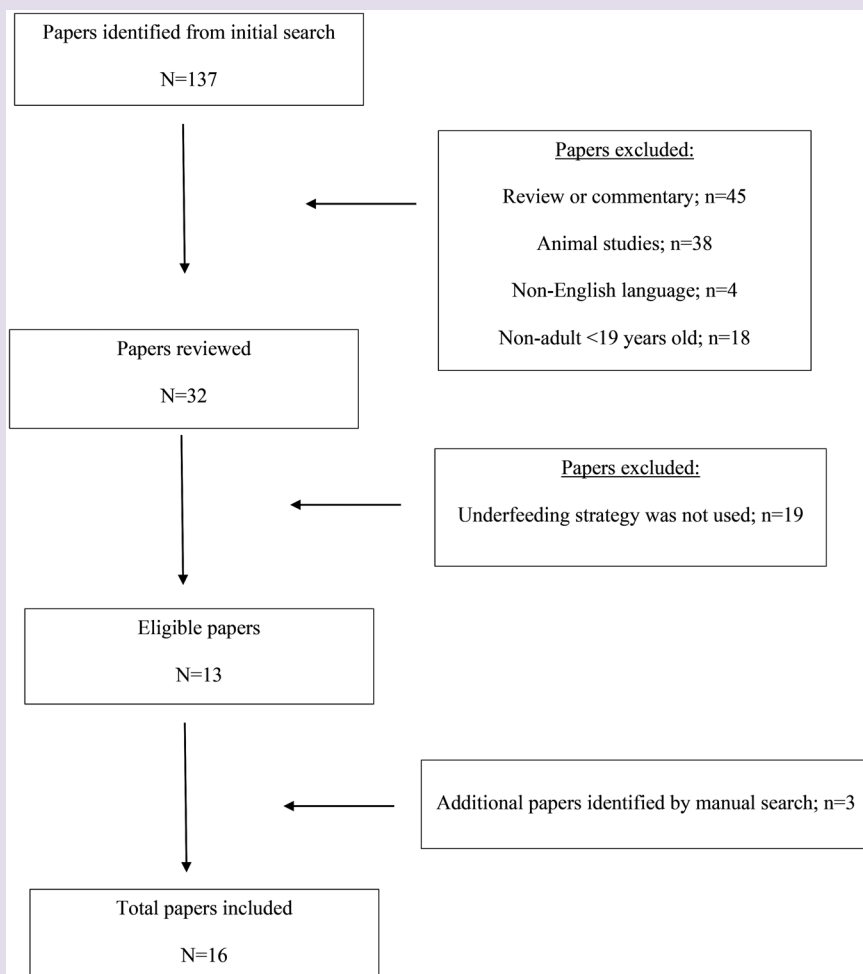 Papers identified from initial search
N=137
Papers excluded:
Review or commentary; n=45
Animal studies; n=38
Non-English language; n=4
Non-adult <19 years old; n=18
Papers reviewed
N=32
Papers excluded:
Underfeeding strategy was not used; n=19
Eligible papers
N=13
Additional papers identified by manual search; n=3
Total papers included
N=16